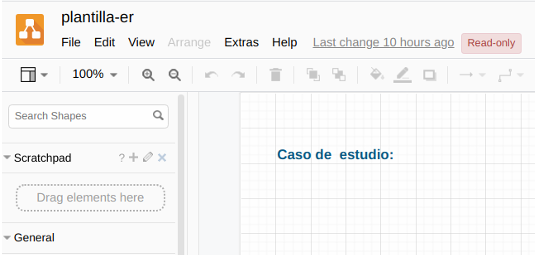 plantilla-er
File Edit View Arrange Extras Help Last change 10 hours ago Read-only
100%
Search Shapes
Scratchpad ?
Drag elements here
General
Caso de estudio: